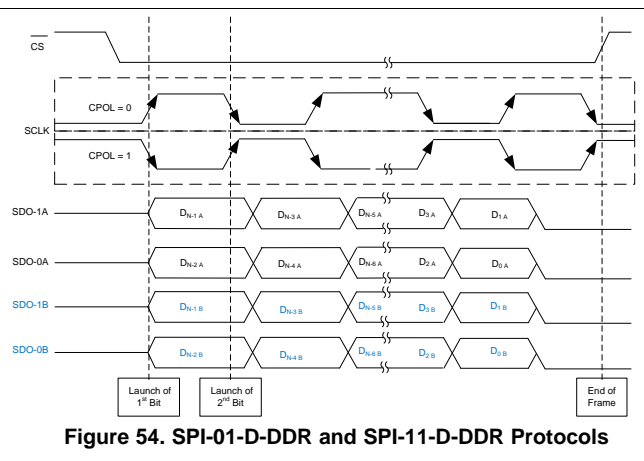 CS
CPOL = 0
SCLK
CPOL = 1
SDO-1A
DN-1 A
DN-3 A
DN-5 A
D3 A
D1 A
SDO-0A
DN-2 A
DN-4 A
DN-6 A
D2 A
D0 A
SDO-1B
DN-1 B
DN-3 B
DN-5 B
D3 B
D1 B
SDO-0B
DN-2 B
DN-4 B
DN-6 B
D2 B
D0 B
Launch of
1st Bit
Launch of
2nd Bit
End of
Frame
Figure 54. SPI-01-D-DDR and SPI-11-D-DDR Protocols